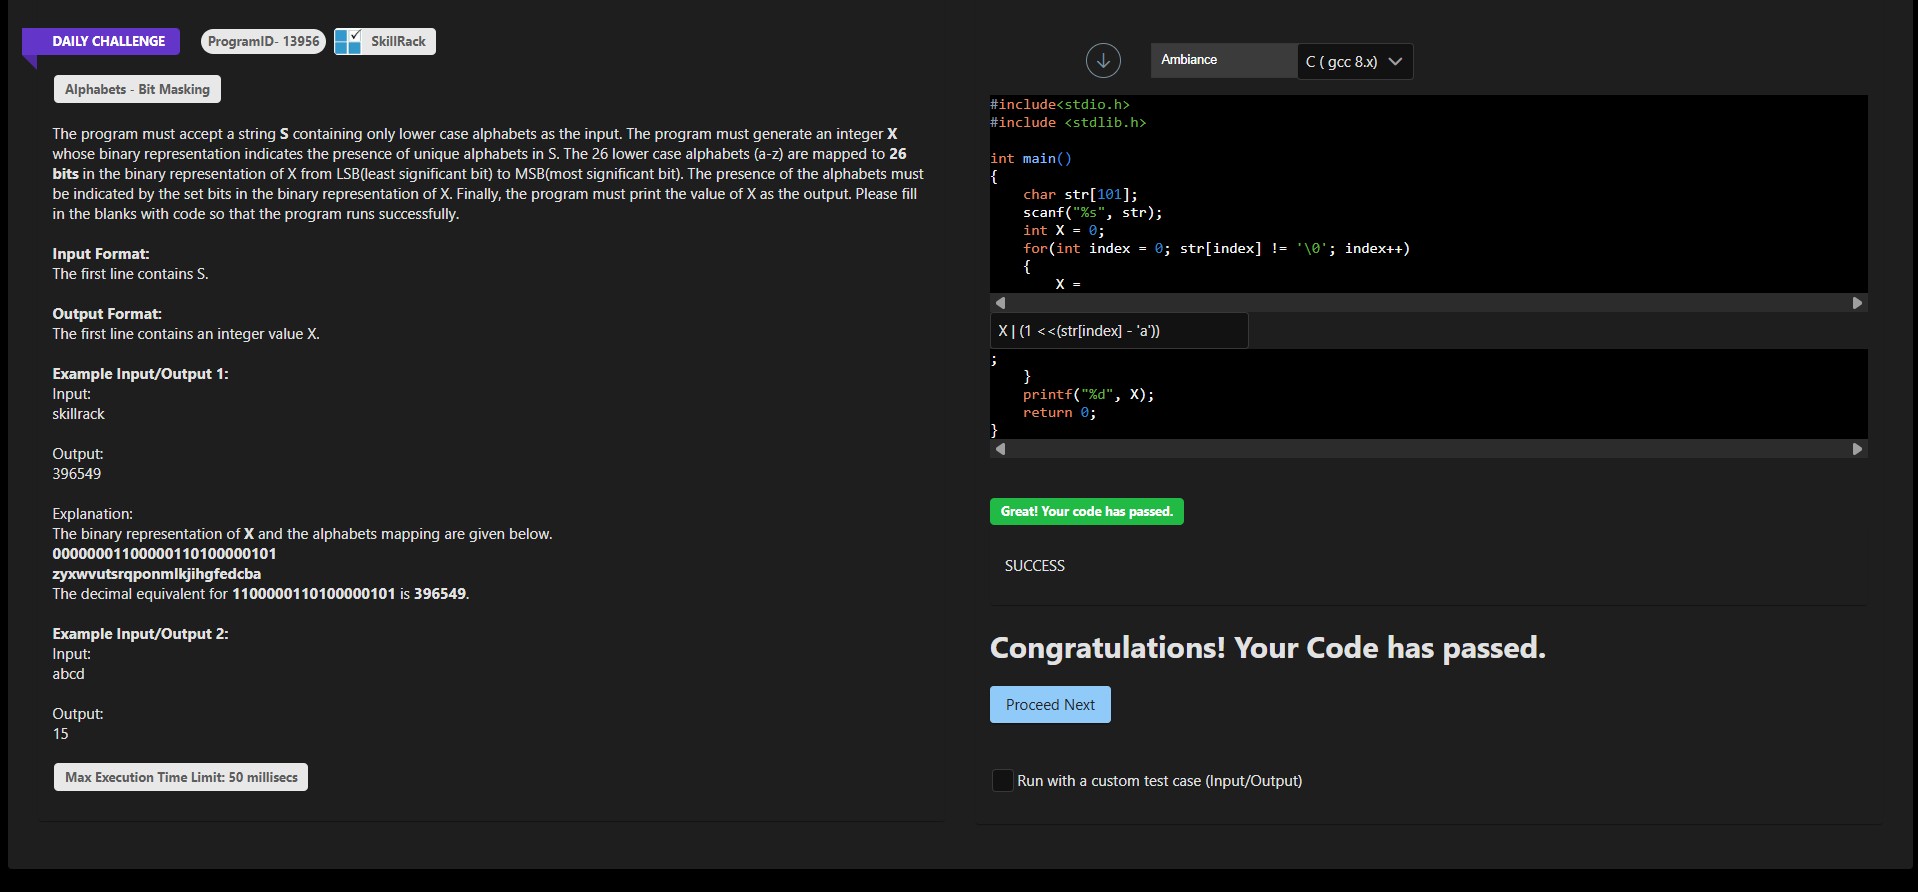 DAILY CHALLENGE
ProgramID- 13956
SkillRack
Alphabets - Bit Masking
The program must accept a string S containing only lower case alphabets as the input. The program must generate an integer X
whose binary representation indicates the presence of unique alphabets in S. The 26 lower case alphabets (a-z) are mapped to 26
bits in the binary representation of X from LSB(least significant bit) to MSB(most significant bit). The presence of the alphabets must
be indicated by the set bits in the binary representation of X. Finally, the program must print the value of X as the output. Please fill
in the blanks with code so that the program runs successfully.
Input Format:
The first line contains S.
Output Format:
The first line contains an integer value X.
Example Input/Output 1:
Input:
skillrack
Output:
396549
Explanation:
The binary representation of X and the alphabets mapping are given below.
00000001100000110100000101
zyxwvutsrqponmlkjihgfedcba
The decimal equivalent for 1100000110100000101 is 396549.
Example Input/Output 2:
Input:
abcd
Output:
15
Max Execution Time Limit: 50 millisecs
Ambiance
C ( gcc 8.x)
#include<stdio.h>
#include <stdlib.h>
int main()
{
char str[101];
scanf("%s", str);
int X = 0;
for(int index = 0; str[index] != '\0'; index++)
{
X =
X | (1 <<(str[index] - 'a'))
;
}
printf("%d", X);
return 0;
}
Great! Your code has passed.
SUCCESS
Congratulations! Your Code has passed.
Proceed Next
Run with a custom test case (Input/Output)